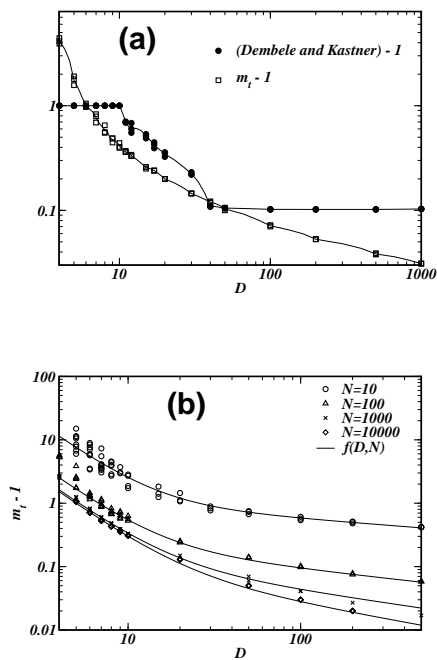 (a)
(Dembele and Kastner) - 1
m_t - 1
1
0.1
10
100
1000
D
(b)
100
10
1
0.1
0.01
m_t - 1
N=10
N=100
N=1000
N=10000
f(D,N)
10
100
D